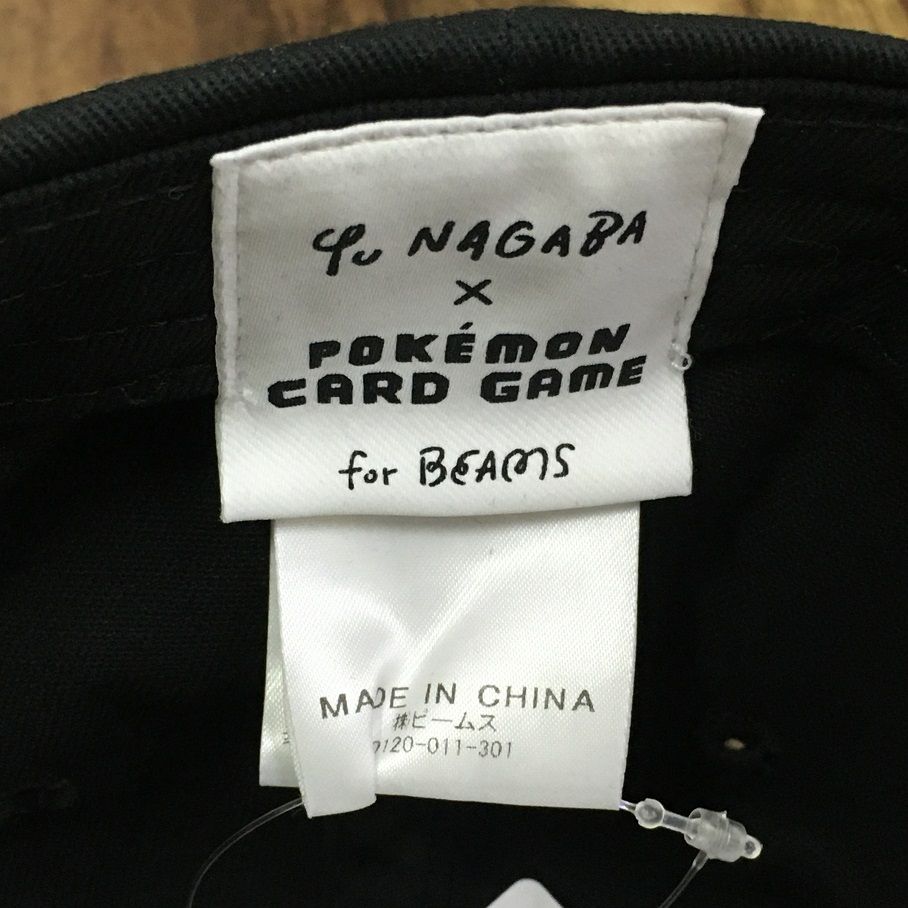 Yu NAGABA
×
POKÉMON
CARD GAME
for BEAMS
MADE IN CHINA
㈱ビームス
0120-011-301